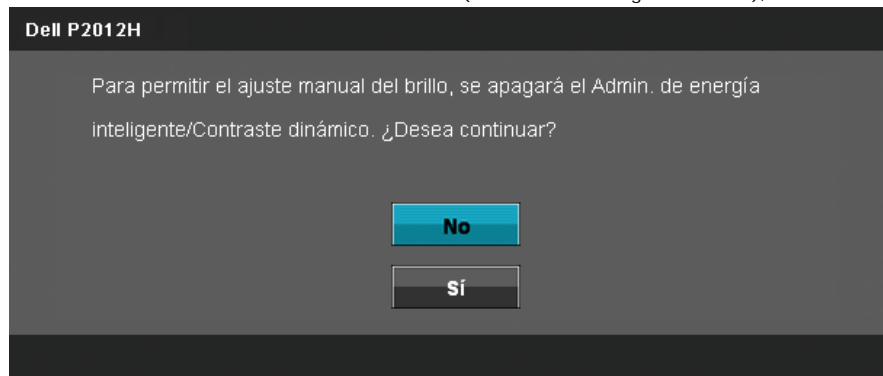 Dell P2012H
Para permitir el ajuste manual del brillo, se apagará el Admin. de energía
inteligente/Contraste dinámico. ¿Desea continuar?
No
Sí